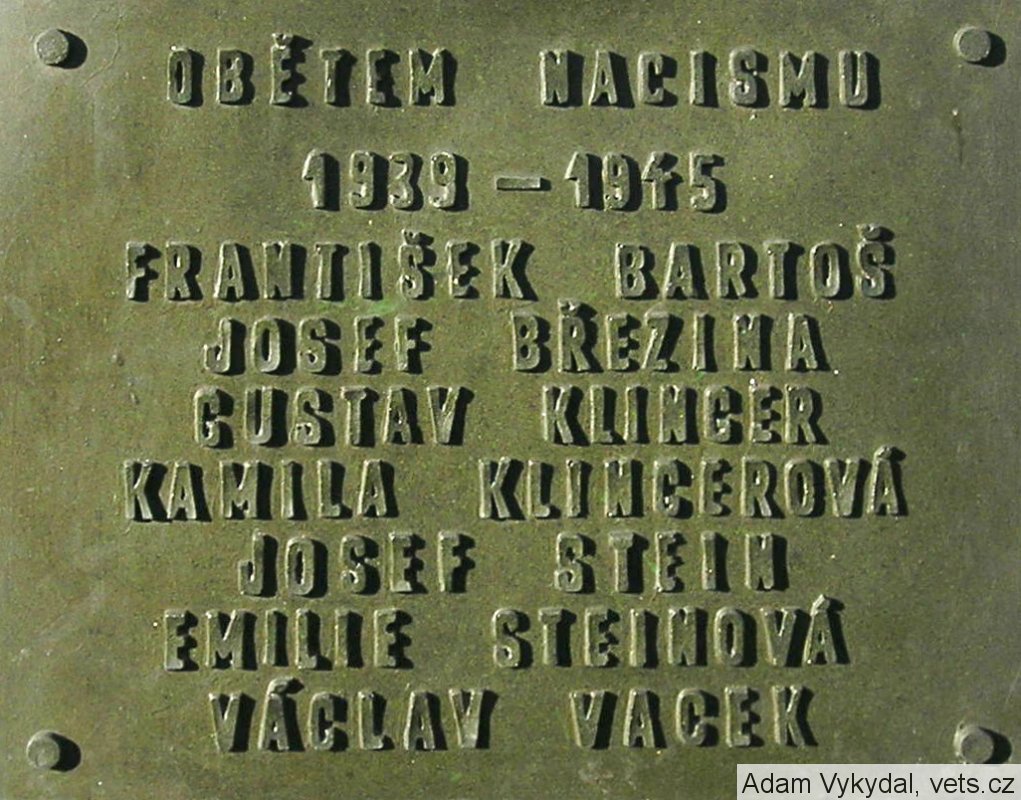 OBĚTEM NACISMU
1939 – 1945
FRANTIŠEK BARTOŠ
JOSEF BŘEZINA
GUSTAV KLINGER
KAMILA KLINGEROVÁ
JOSEF STEIN
EMILIE STEINOVÁ
VÁCLAV VACEK
Adam Vykydal, vets.cz